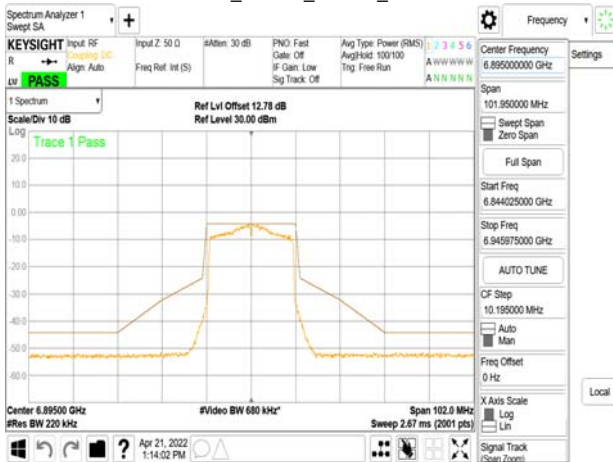 Spectrum Analyzer 1
Swept SA
+
Frequency
KEYSIGHT
R
LV PASS
Input: RF
Coupling: DC
Align: Auto
Input Z: 50 Ω
Freq Ref: Int (S)
#Atten: 30 dB
PNO: Fast
Gate: Off
IF Gain: Low
Sig Track: Off
Avg Type: Power (RMS)
Avg|Hold: 100/100
Trig: Free Run
1 2 3 4 5 6
A W W W W W
A N N N N N
Center Frequency
6.895000000 GHz
Settings
Span
101.950000 MHz
Swept Span
Zero Span
Full Span
Start Freq
6.844025000 GHz
Stop Freq
6.945975000 GHz
AUTO TUNE
CF Step
10.195000 MHz
Auto
Man
Freq Offset
0 Hz
X Axis Scale
Log
Lin
Local
Signal Track
(Span Zoom)
1 Spectrum
Scale/Div 10 dB
Ref Lvl Offset 12.78 dB
Ref Level 30.00 dBm
Log
Trace 1 Pass
20.0
10.0
0.00
-10.0
-20.0
-30.0
-40.0
-50.0
-60.0
Center 6.89500 GHz
#Res BW 220 kHz
#Video BW 680 kHz*
Span 102.0 MHz
Sweep 2.67 ms (2001 pts)
?
Apr 21, 2022
1:14:02 PM